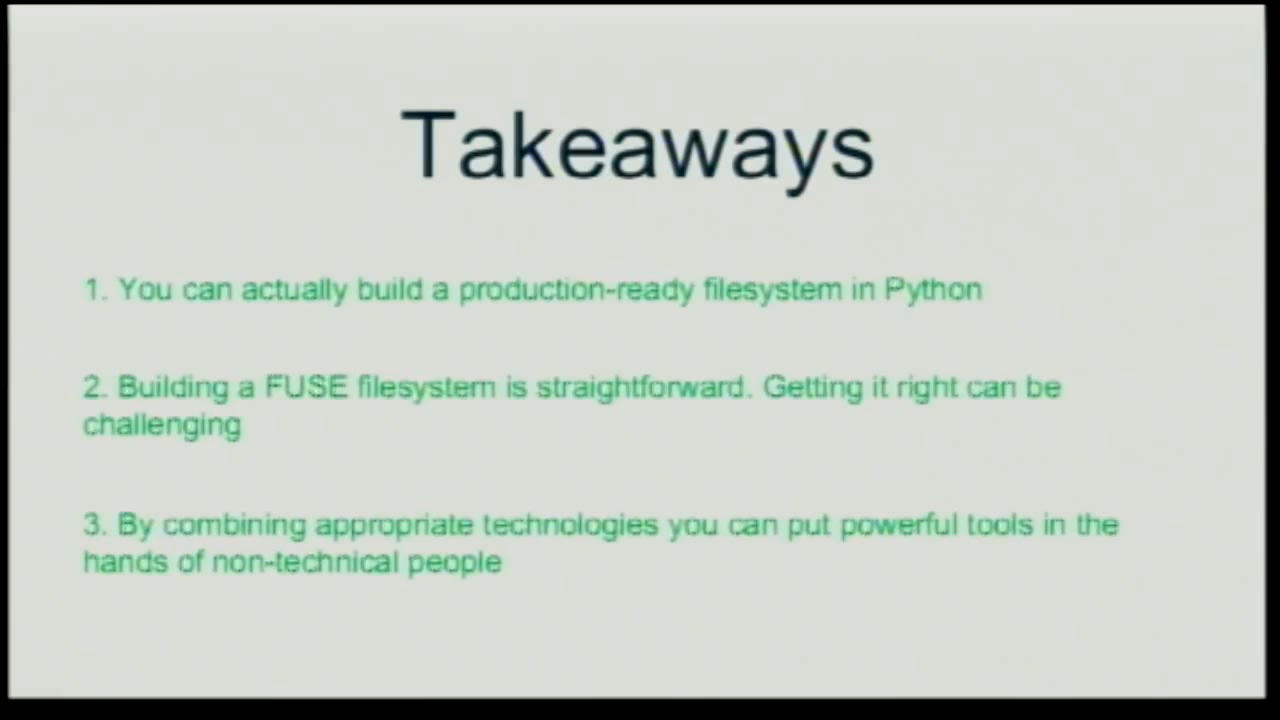 Takeaways
1. You can actually build a production-ready filesystem in Python
2. Building a FUSE filesystem is straightforward. Getting it right can be
challenging
3. By combining appropriate technologies you can put powerful tools in the
hands of non-technical people